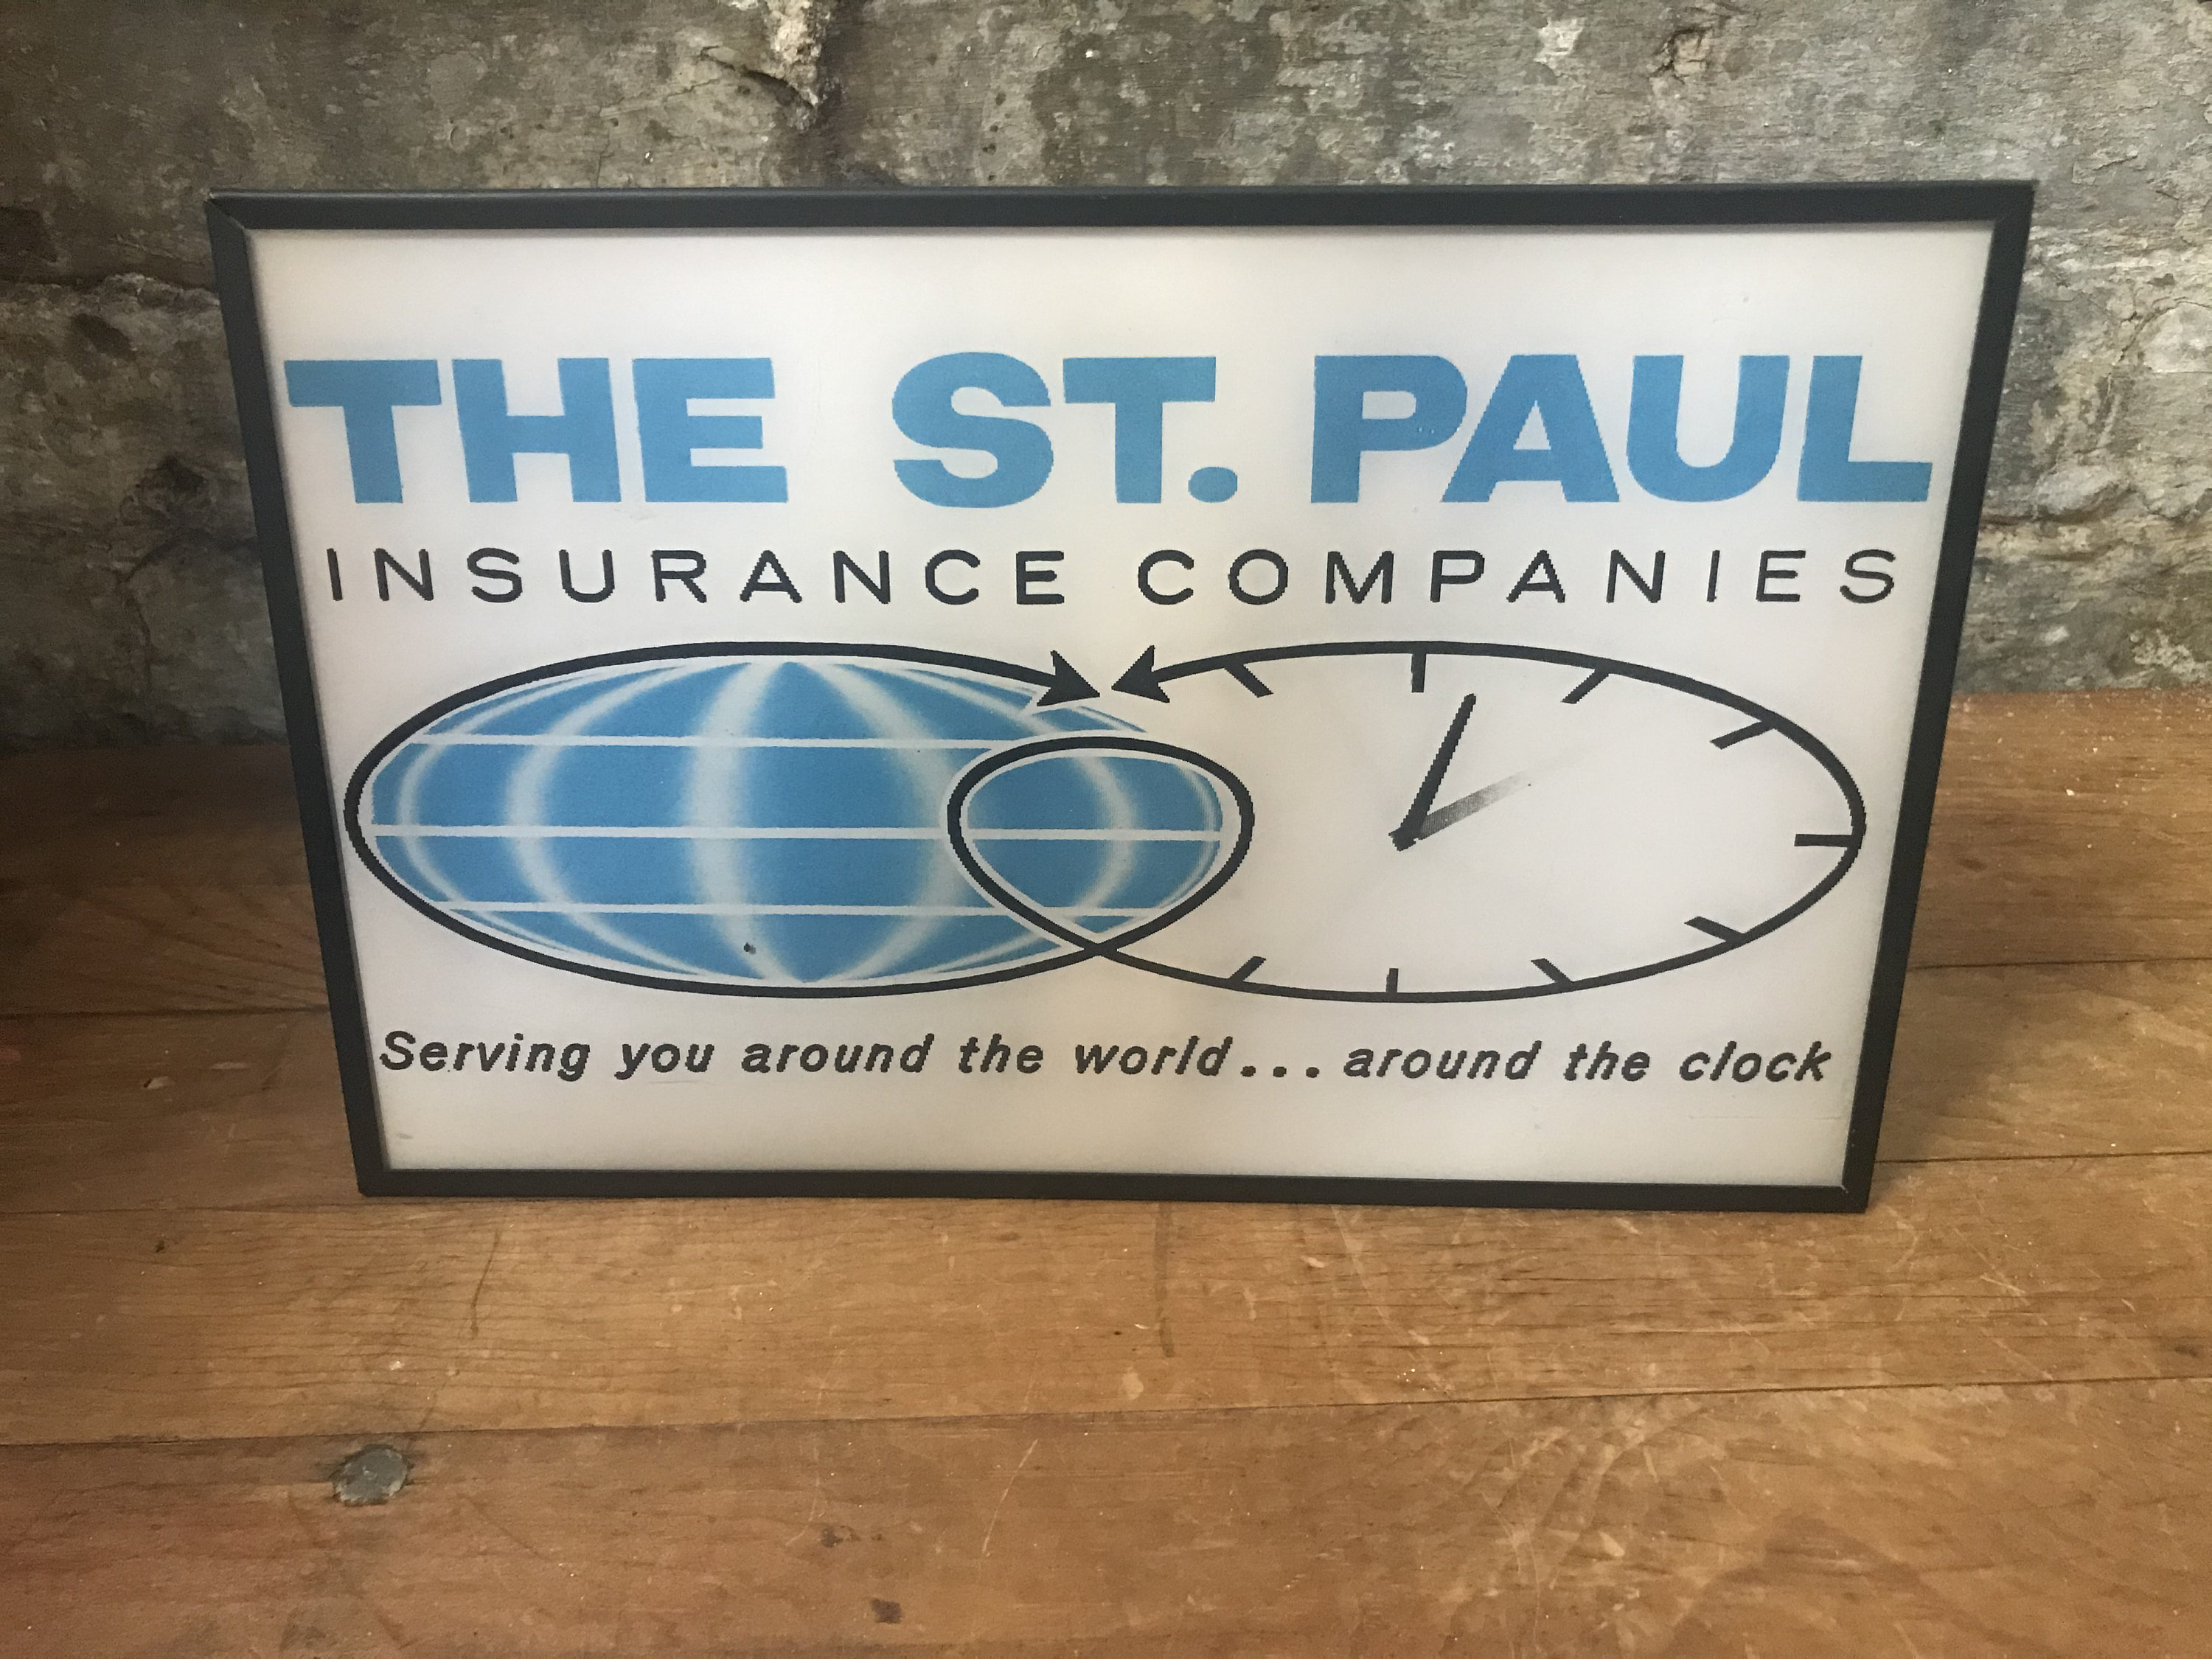 THE ST. PAUL
INSURANCE COMPANIES
Serving you around the world... around the clock